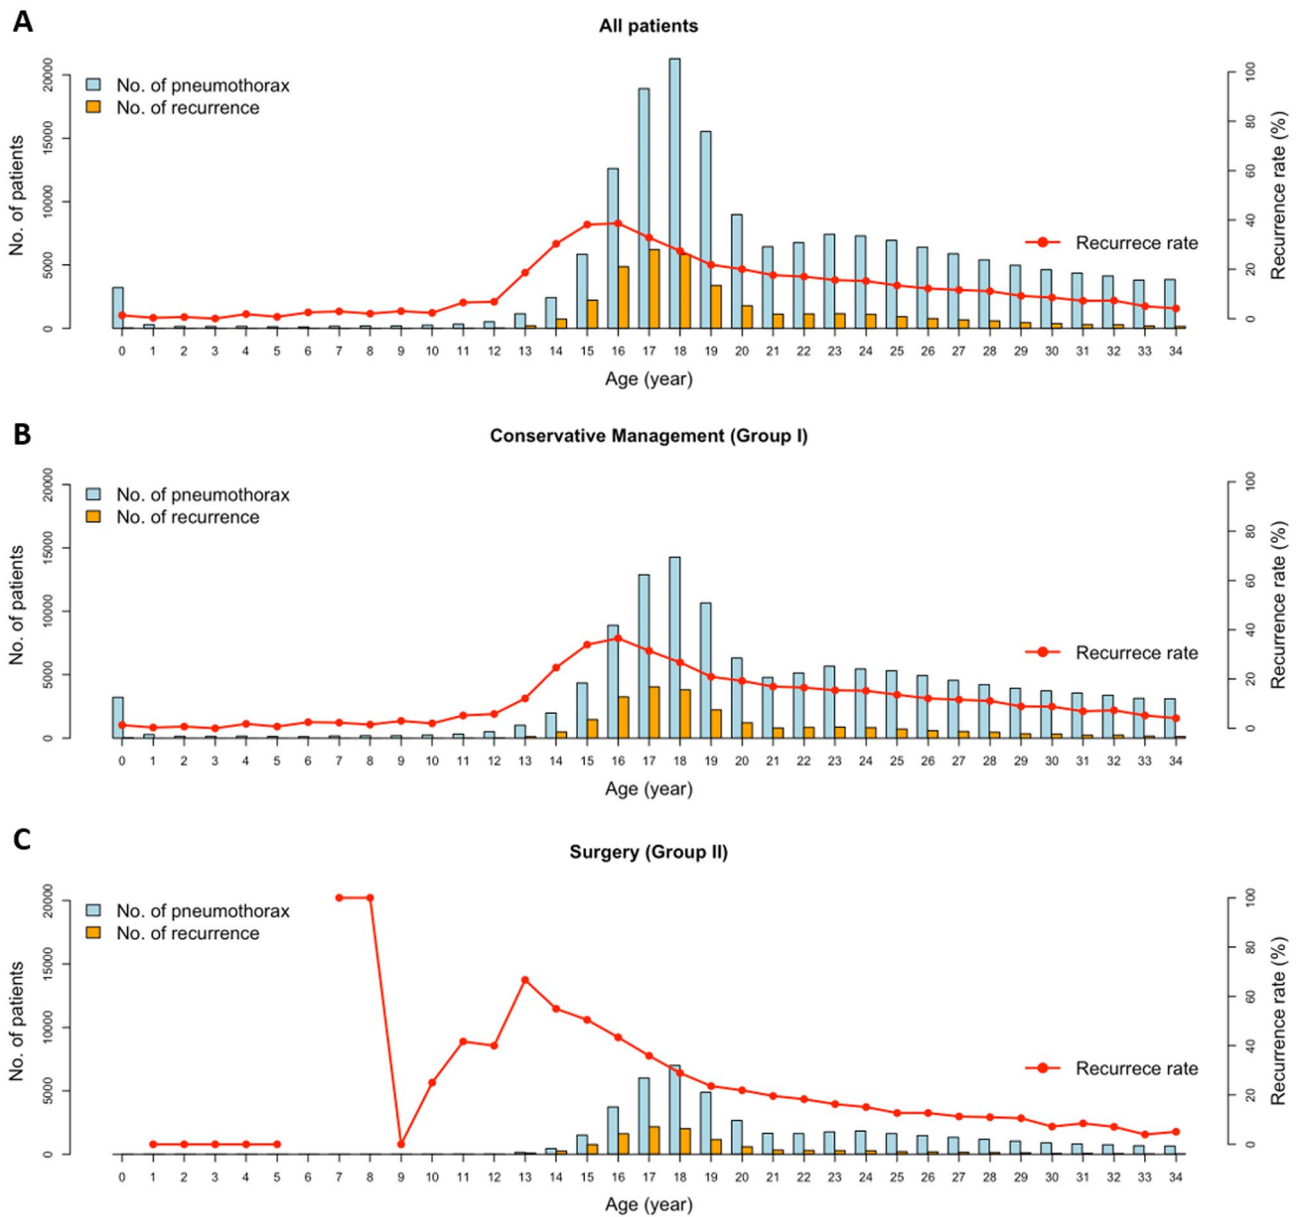 A
All patients
No. of pneumothorax
No. of recurrence
Recurrece rate
No. of patients
0 5000 10000 15000 20000
Recurrence rate (%)
0 20 40 60 80 100
0 1 2 3 4 5 6 7 8 9 10 11 12 13 14 15 16 17 18 19 20 21 22 23 24 25 26 27 28 29 30 31 32 33 34
Age (year)
B
Conservative Management (Group I)
No. of pneumothorax
No. of recurrence
Recurrece rate
No. of patients
0 5000 10000 15000 20000
Recurrence rate (%)
0 20 40 60 80 100
0 1 2 3 4 5 6 7 8 9 10 11 12 13 14 15 16 17 18 19 20 21 22 23 24 25 26 27 28 29 30 31 32 33 34
Age (year)
C
Surgery (Group II)
No. of pneumothorax
No. of recurrence
Recurrece rate
No. of patients
0 5000 10000 15000 20000
Recurrence rate (%)
0 20 40 60 80 100
0 1 2 3 4 5 6 7 8 9 10 11 12 13 14 15 16 17 18 19 20 21 22 23 24 25 26 27 28 29 30 31 32 33 34
Age (year)